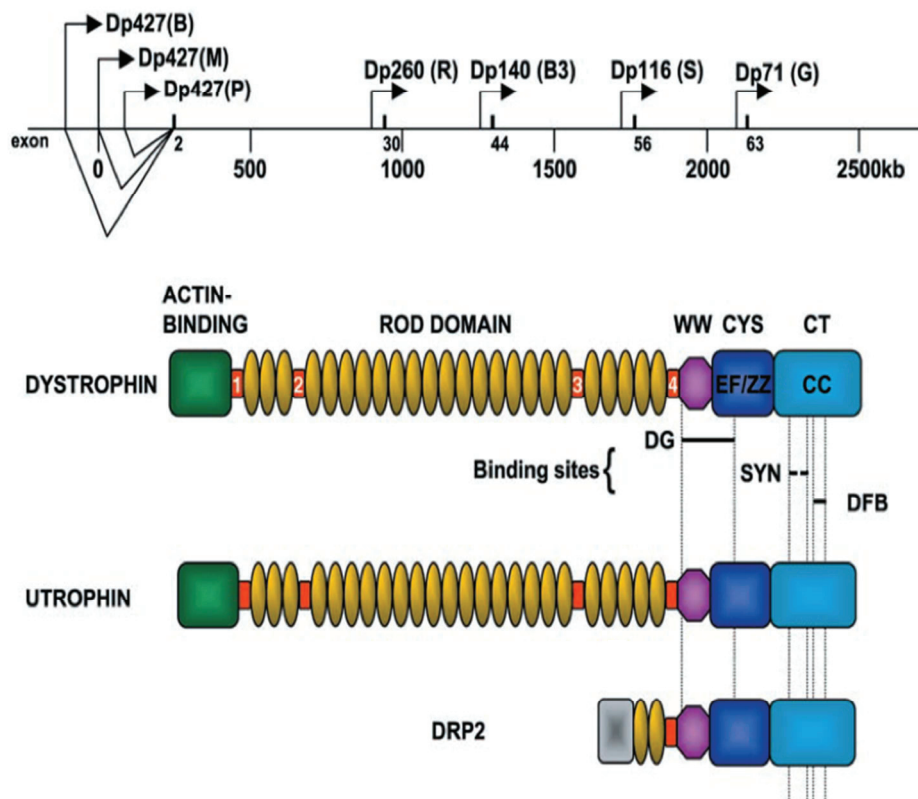 Dp427(B)
Dp427(M)
Dp427(P)
Dp260 (R) Dp140 (B3) Dp116 (S) Dp71 (G)
exon 2 30 44 56 63
0 500 1000 1500 2000 2500kb
ACTIN-
BINDING ROD DOMAIN WW CYS CT
DYSTROPHIN 1 2 3 4 EF/ZZ CC
DG
Binding sites { SYN
DFB
UTROPHIN
DRP2